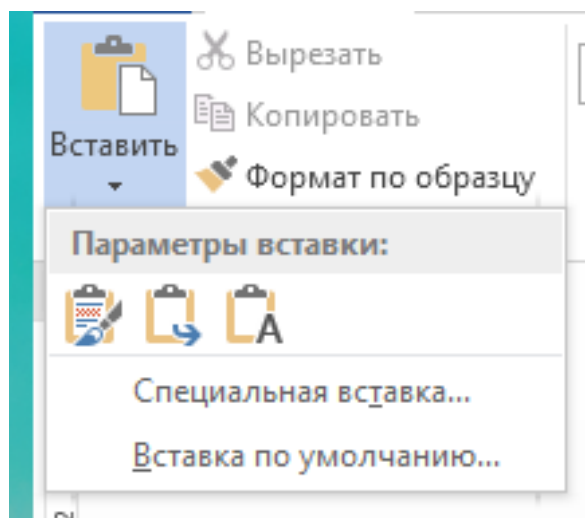 Вставить
Вырезать
Копировать
Формат по образцу
Параметры вставки:
Специальная вставка...
Вставка по умолчанию...